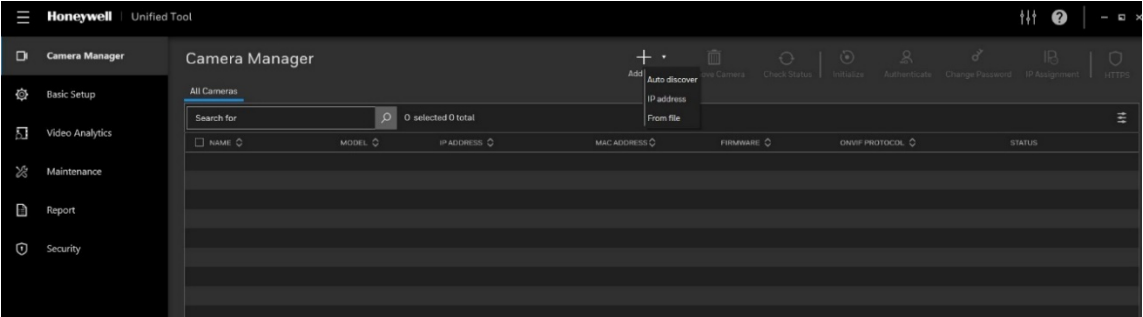 Honeywell Unified Tool
Camera Manager
Basic Setup
Video Analytics
Maintenance
Report
Security
Camera Manager
Add
Check Status
Initialize
Authenticate
Change Password
IP Assignment
HTTPS
Auto discover
IP address
From file
All Cameras
Search for
0 selected 0 total
NAME MODEL IP ADDRESS MAC ADDRESS FIRMWARE ONVIF PROTOCOL STATUS